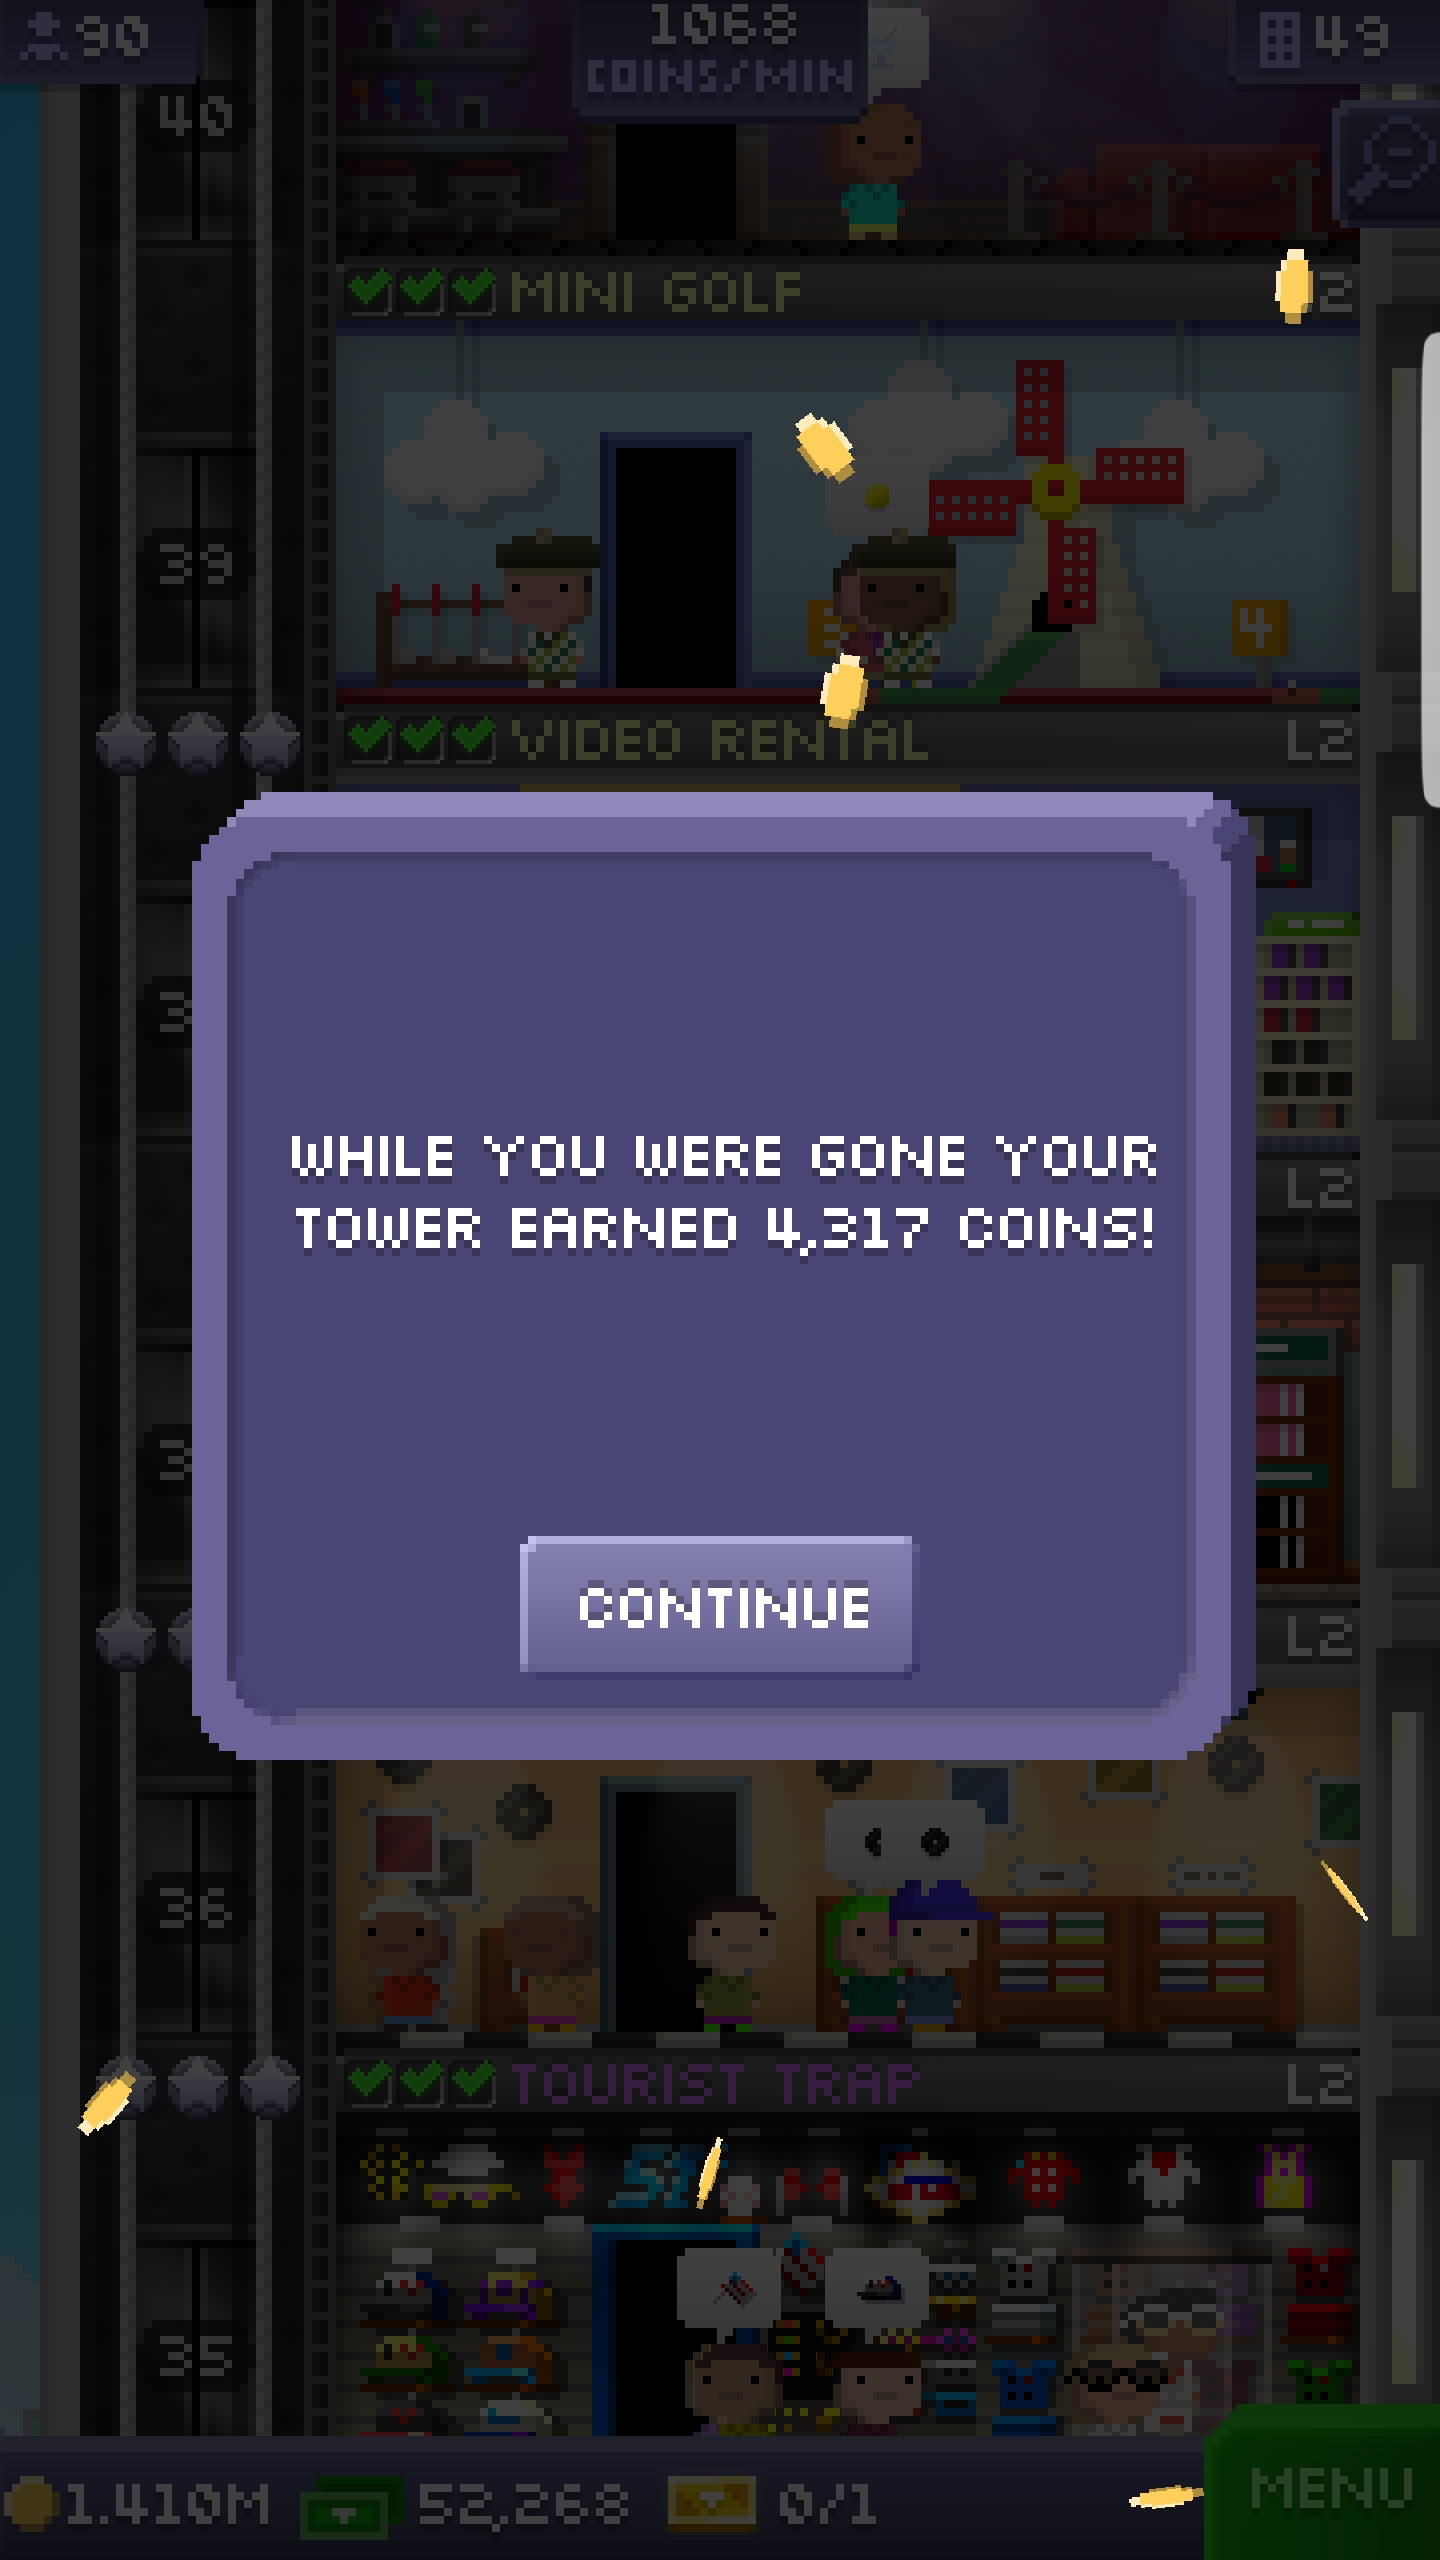 90
1068
COINS/MIN
49
40
MINI GOLF
39
4
VIDEO RENTAL L2
WHILE YOU WERE GONE YOUR
TOWER EARNED 4,317 COINS!
L2
CONTINUE
L2
36
TOURIST TRAP L2
35
1.410M 52,268 0/1 MENU